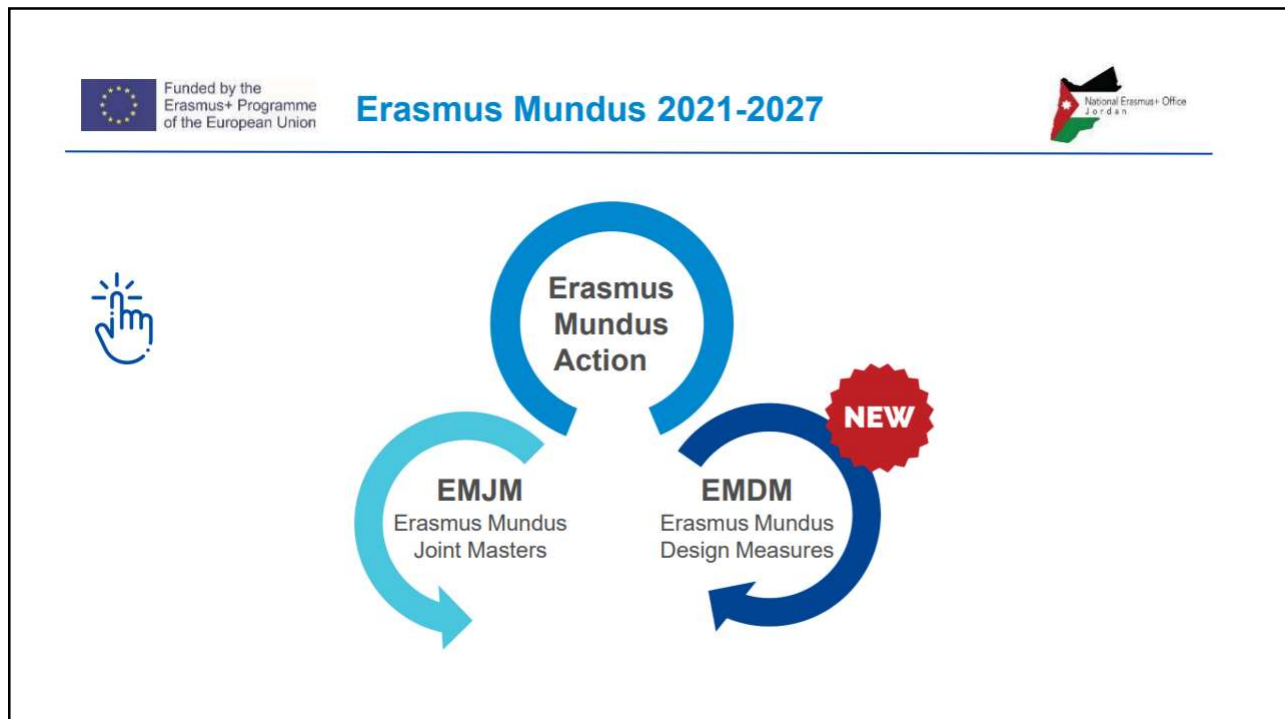 Funded by the
Erasmus+ Programme
of the European Union
Erasmus Mundus 2021-2027
National Erasmus+ Office
Jordan
Erasmus
Mundus
Action
NEW
EMJM
Erasmus Mundus
Joint Masters
EMDM
Erasmus Mundus
Design Measures